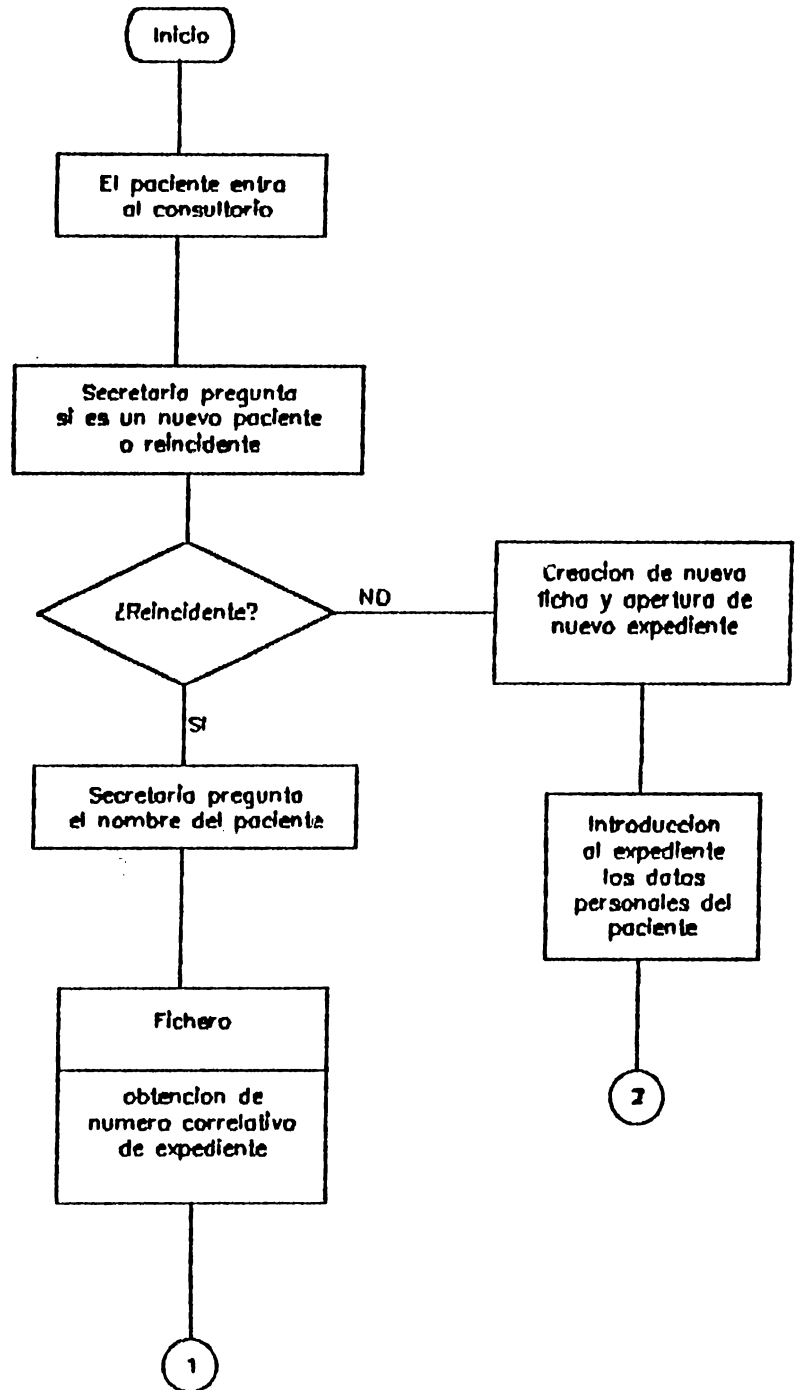 Inicio
El paciente entra
al consultorio
Secretaria pregunta
si es un nuevo paciente
o reincidente
¿Reincidente?
NO
Creacion de nueva
ficha y apertura de
nuevo expediente
Si
Secretaria pregunta
el nombre del paciente
Introduccion
al expediente
los datos
personales del
paciente
Fichero
obtencion de
numero correlativo
de expediente
2
1